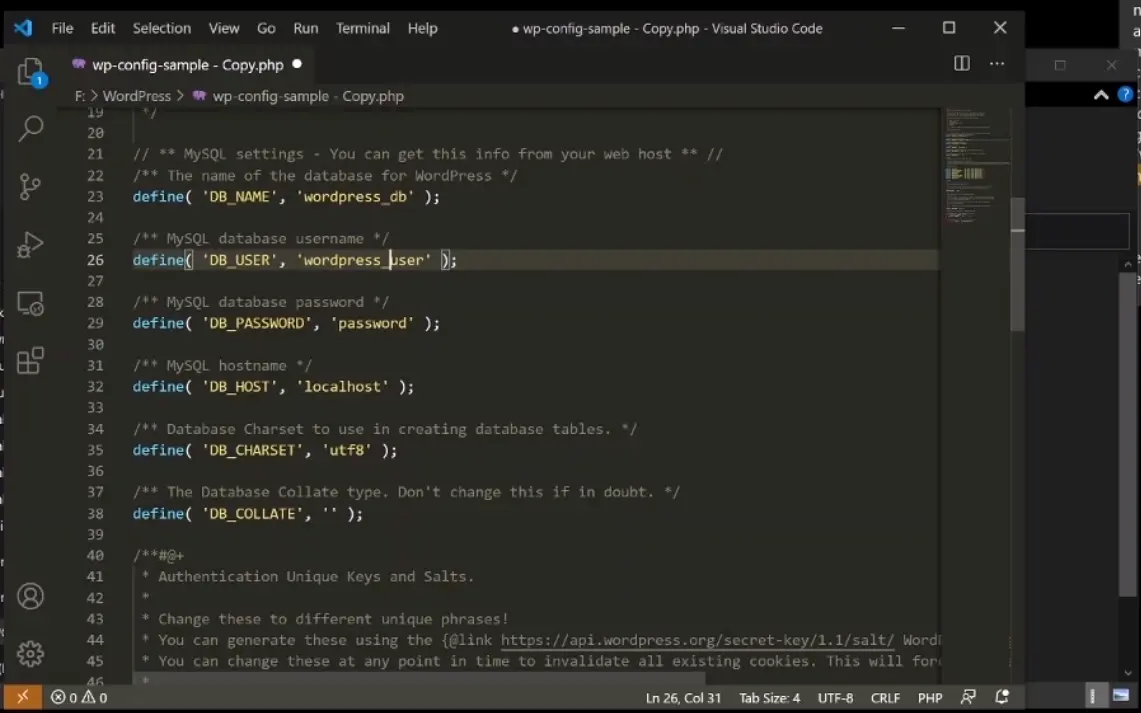 File Edit Selection View Go Run Terminal Help ● wp-config-sample - Copy.php - Visual Studio Code
wp-config-sample - Copy.php ●
F: > WordPress > wp-config-sample - Copy.php
1
19 */
20
21 // ** MySQL settings - You can get this info from your web host ** //
22 /** The name of the database for WordPress */
23 define( 'DB_NAME', 'wordpress_db' );
24
25 /** MySQL database username */
26 define( 'DB_USER', 'wordpress_user' );
27
28 /** MySQL database password */
29 define( 'DB_PASSWORD', 'password' );
30
31 /** MySQL hostname */
32 define( 'DB_HOST', 'localhost' );
33
34 /** Database Charset to use in creating database tables. */
35 define( 'DB_CHARSET', 'utf8' );
36
37 /** The Database Collate type. Don't change this if in doubt. */
38 define( 'DB_COLLATE', '' );
39
40 /**#@+
41 * Authentication Unique Keys and Salts.
42 *
43 * Change these to different unique phrases!
44 * You can generate these using the {@link https://api.wordpress.org/secret-key/1.1/salt/ Word
45 * You can change these at any point in time to invalidate all existing cookies. This will for
46 *
0 0 Ln 26, Col 31 Tab Size: 4 UTF-8 CRLF PHP